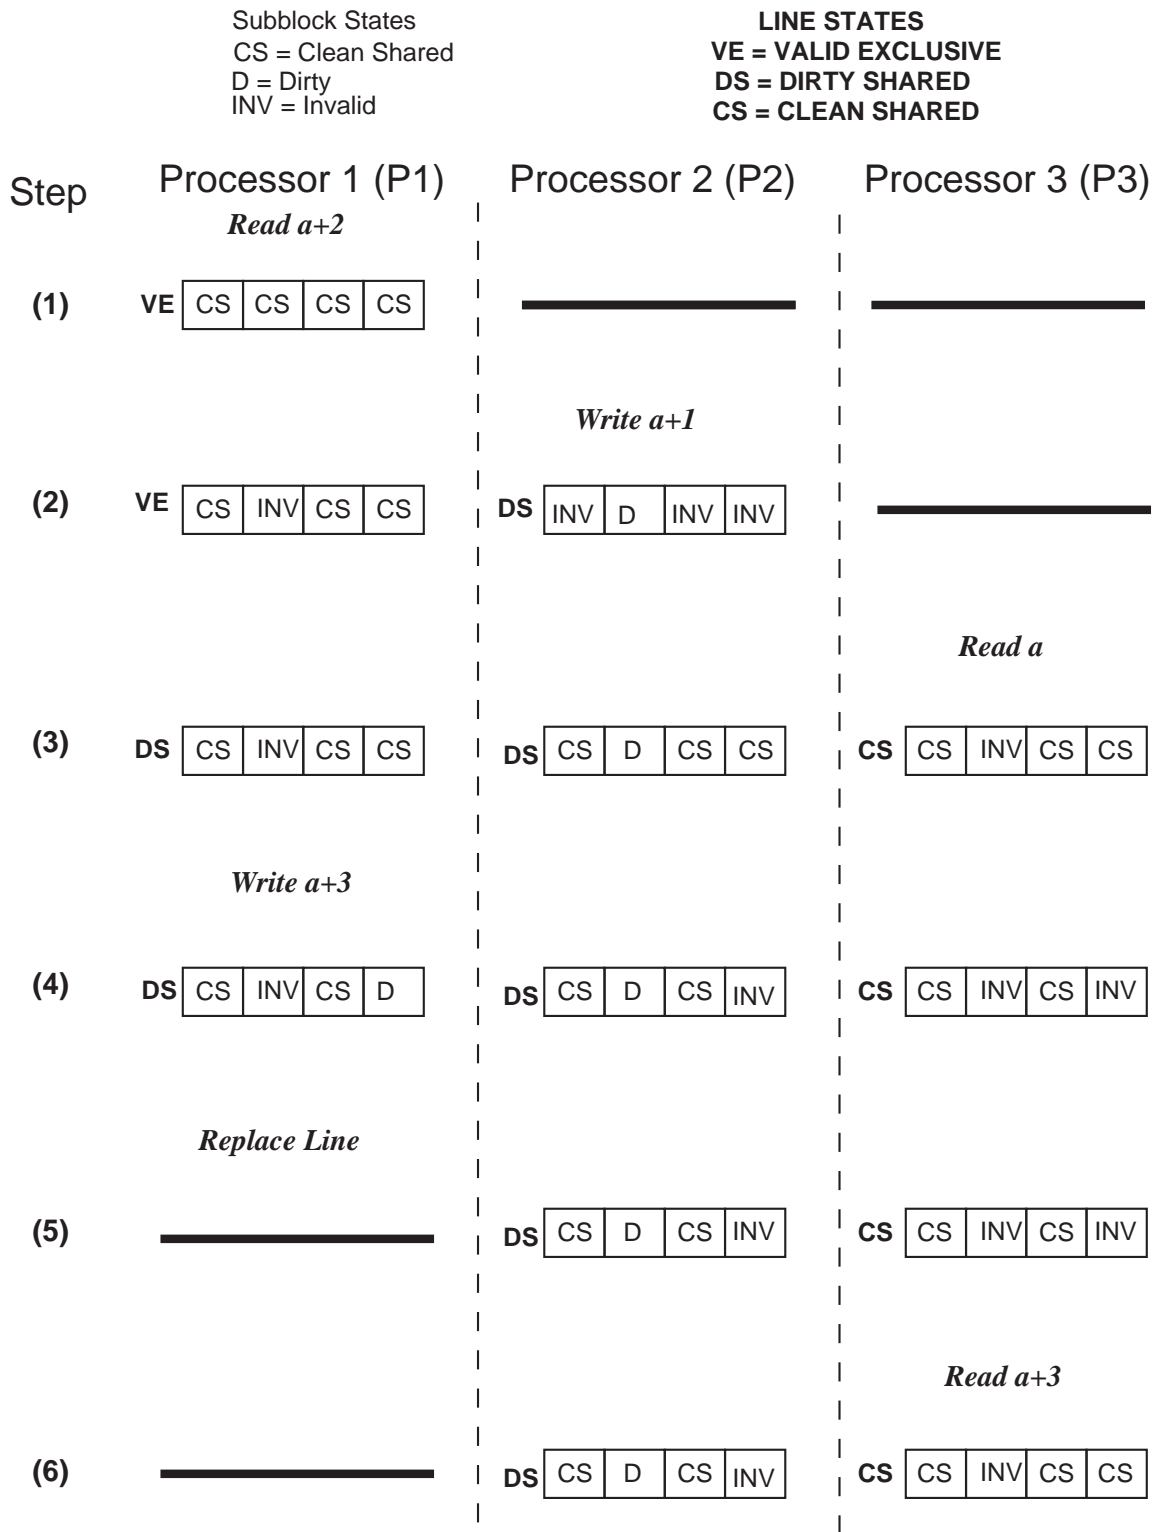 Subblock States
CS = Clean Shared
D = Dirty
INV = Invalid
LINE STATES
VE = VALID EXCLUSIVE
DS = DIRTY SHARED
CS = CLEAN SHARED
Step Processor 1 (P1) Processor 2 (P2) Processor 3 (P3)
Read a+2
(1) VE CS CS CS CS
Write a+1
(2) VE CS INV CS CS DS INV D INV INV
Read a
(3) DS CS INV CS CS DS CS D CS CS CS CS INV CS CS
Write a+3
(4) DS CS INV CS D DS CS D CS INV CS CS INV CS INV
Replace Line
(5) DS CS D CS INV CS CS INV CS INV
Read a+3
(6) DS CS D CS INV CS CS INV CS CS